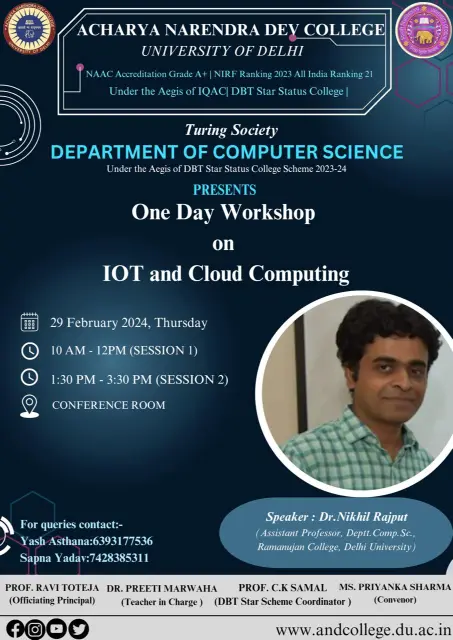 ACHARYA NARENDRA DEV COLLEGE
UNIVERSITY OF DELHI
NAAC Accreditation Grade A+ | NIRF Ranking 2023 All India Ranking 21
Under the Aegis of IQAC| DBT Star Status College |
Turing Society
DEPARTMENT OF COMPUTER SCIENCE
Under the Aegis of DBT Star Status College Scheme 2023-24
PRESENTS
One Day Workshop
on
IOT and Cloud Computing
29 February 2024, Thursday
10 AM - 12PM (SESSION 1)
1:30 PM - 3:30 PM (SESSION 2)
CONFERENCE ROOM
Speaker : Dr.Nikhil Rajput
(Assistant Professor, Deptt.Comp.Sc.,
Ramanujan College, Delhi University)
For queries contact:-
Yash Asthana:6393177536
Sapna Yadav:7428385311
PROF. RAVI TOTEJA
(Officiating Principal)
DR. PREETI MARWAHA
(Teacher in Charge )
PROF. C.K SAMAL
(DBT Star Scheme Coordinator )
MS. PRIYANKA SHARMA
(Convenor)
www.andcollege.du.ac.in